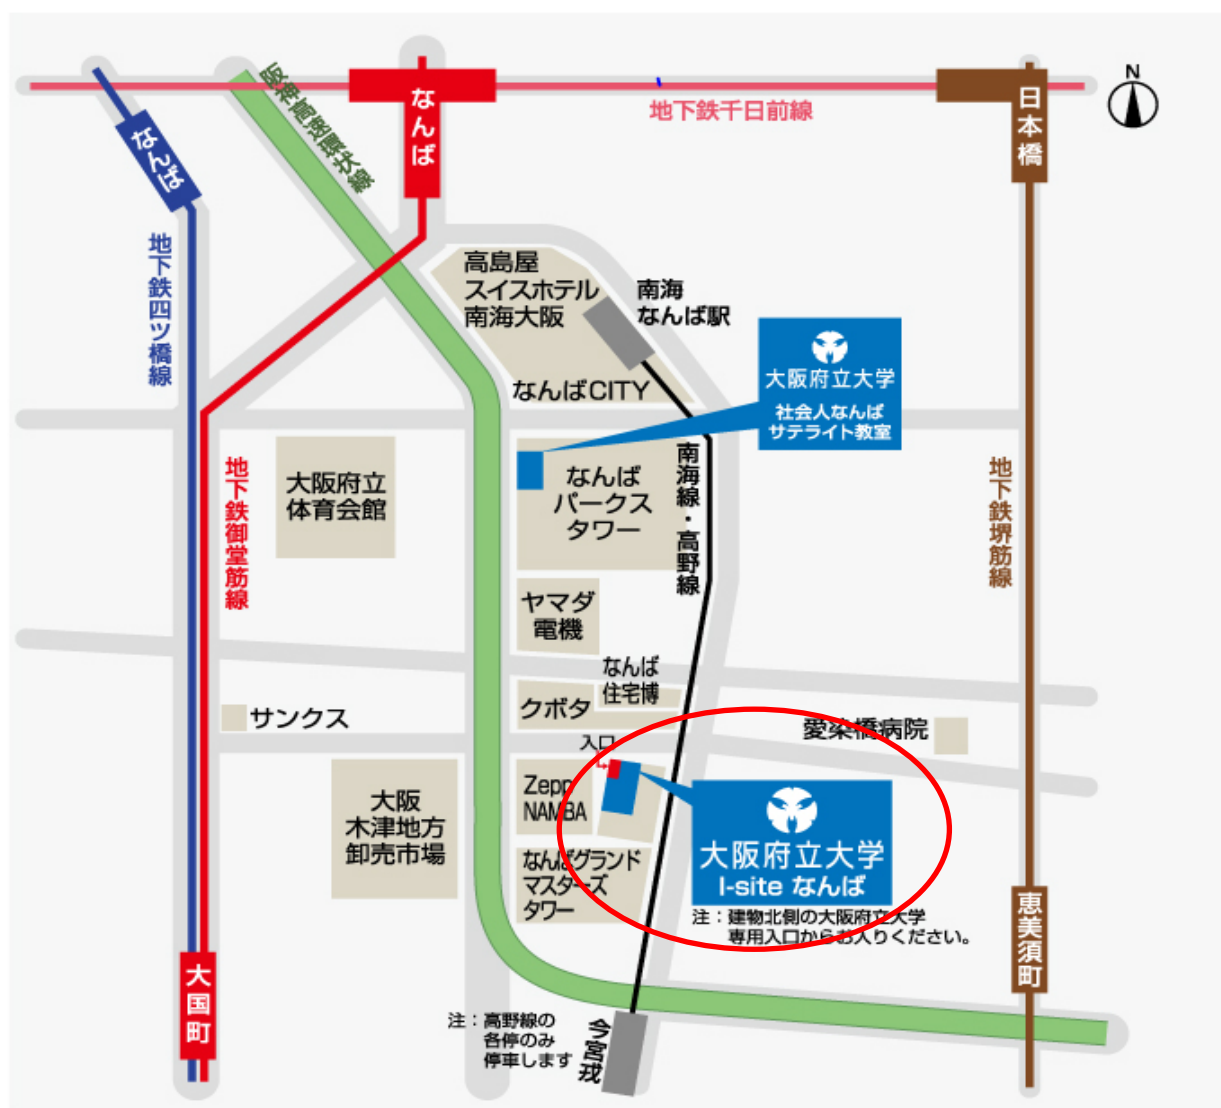 N
なんば
阪神高速環状線
なんば
地下鉄千日前線
日本橋
地下鉄四ツ橋線
高島屋
スイスホテル
南海大阪
南海
なんば駅
なんばCITY
大阪府立大学
社会人なんば
サテライト教室
地下鉄御堂筋線
大阪府立
体育会館
なんば
パークス
タワー
南海線・高野線
地下鉄堺筋線
ヤマダ
電機
なんば
住宅博
クボタ
サンクス
愛染橋病院
入口
Zepp
NAMBA
大阪
木津地方
卸売市場
大阪府立大学
I-site なんば
なんばグランド
マスターズ
タワー
注：建物北側の大阪府立大学
専用入口からお入りください。
恵美須町
大国町
注：高野線の
各停のみ
停車します
今宮戎